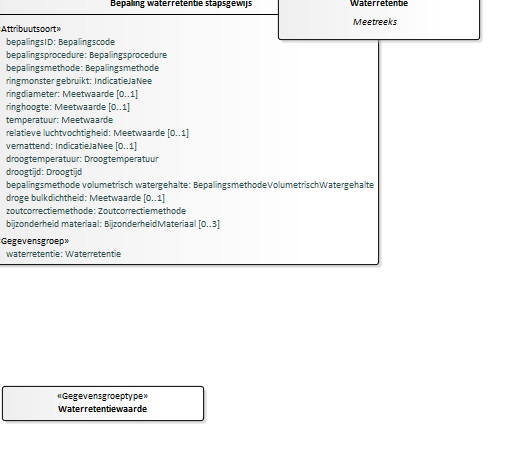 Bepaling waterretentie stapsgewijs
Waterretentie
Meetreeks
Attribuutsoort»
bepalingsID: Bepalingscode
bepalingsprocedure: Bepalingsprocedure
bepalingsmethode: Bepalingsmethode
ringmonster gebruikt: IndicatieJaNee
ringdiameter: Meetwaarde [0..1]
ringhoogte: Meetwaarde [0..1]
temperatuur: Meetwaarde
relatieve luchtvochtigheid: Meetwaarde [0..1]
vernattend: IndicatieJaNee [0..1]
droogtemperatuur: Droogtemperatuur
droogtijd: Droogtijd
bepalingsmethode volumetrisch watergehalte: BepalingsmethodeVolumetrischWatergehalte
droge bulkdichtheid: Meetwaarde [0..1]
zoutcorrectiemethode: Zoutcorrectiemethode
bijzonderheid materiaal: BijzonderheidMateriaal [0..3]
Gegevensgroep»
waterretentie: Waterretentie
«Gegevensgroeptype»
Waterretentiewaarde